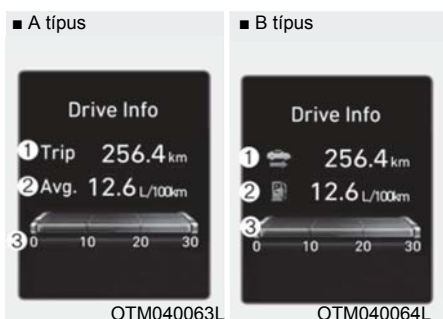 ■ A típus
Drive Info
① Trip 256.4 km
② Avg. 12.6 L/100km
③
0 10 20 30
OTM040063L
■ B típus
Drive Info
① 256.4 km
② 12.6 L/100km
③
0 10 20 30
OTM040064L